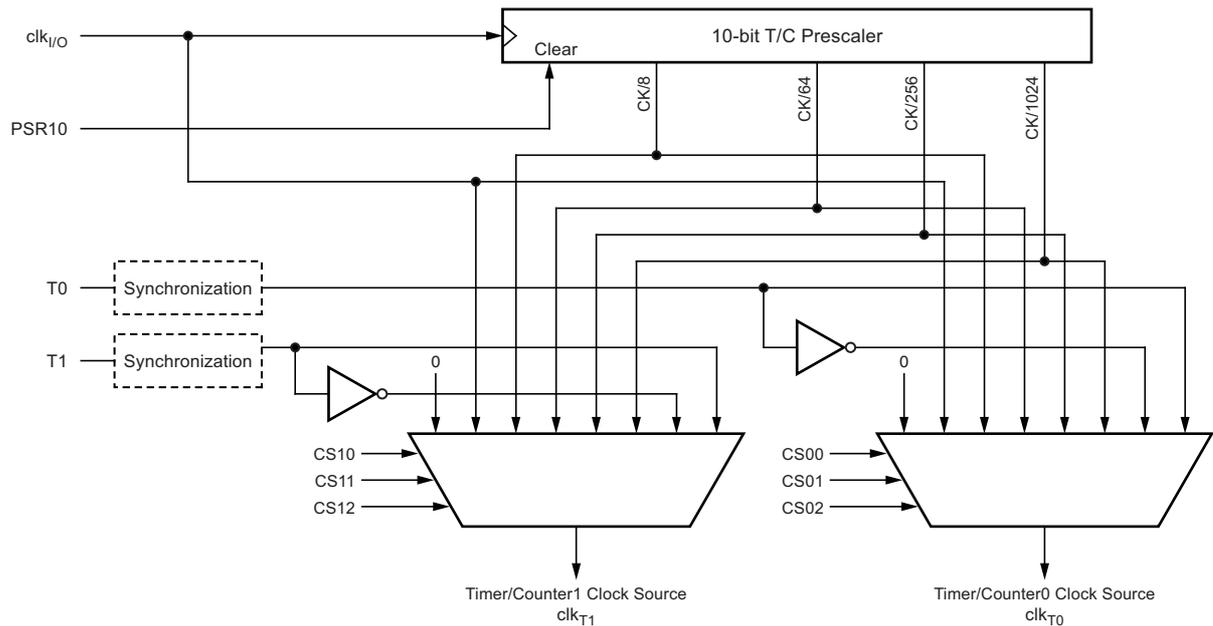 clkI/O
10-bit T/C Prescaler
Clear
PSR10
CK/8
CK/64
CK/256
CK/1024
T0
Synchronization
T1
Synchronization
0
0
CS10
CS11
CS12
CS00
CS01
CS02
Timer/Counter1 Clock Source
clkT1
Timer/Counter0 Clock Source
clkT0